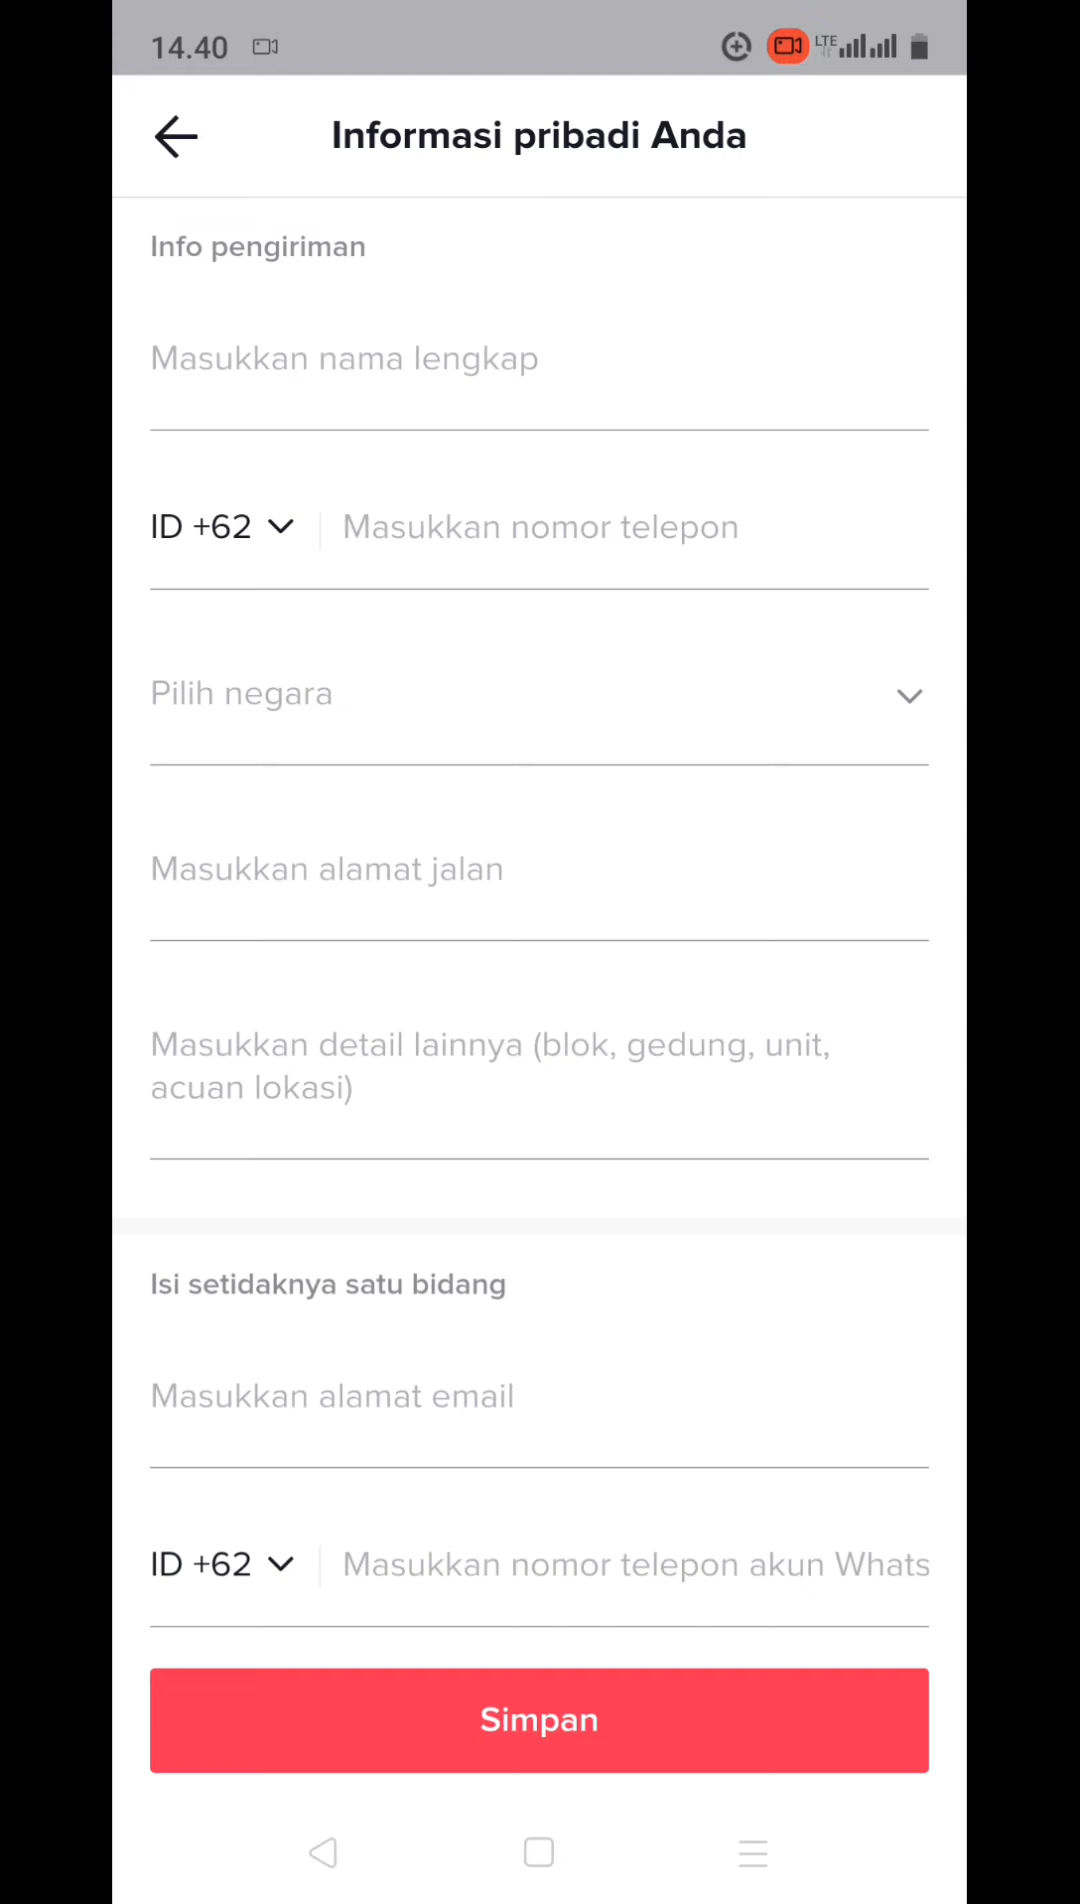 14.40
LTE
Informasi pribadi Anda
Info pengiriman
Masukkan nama lengkap
ID +62
Masukkan nomor telepon
Pilih negara
Masukkan alamat jalan
Masukkan detail lainnya (blok, gedung, unit,
acuan lokasi)
Isi setidaknya satu bidang
Masukkan alamat email
ID +62
Masukkan nomor telepon akun Whats
Simpan